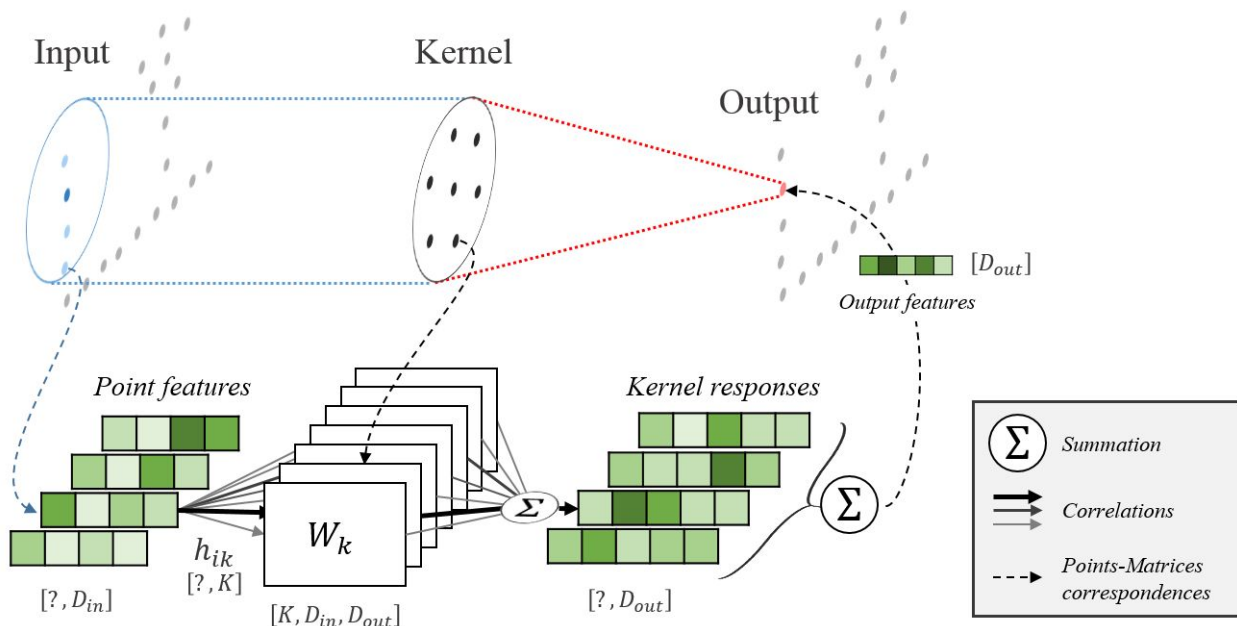 Input
Kernel
Output
[D_out]
Output features
Point features
Kernel responses
Σ
Summation
Σ
Σ
W_k
Correlations
h_ik
[?, K]
Points-Matrices
correspondences
[?, D_in]
[K, D_in, D_out]
[?, D_out]